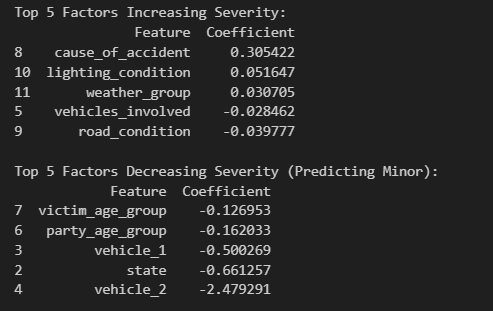 Top 5 Factors Increasing Severity:
Feature Coefficient
8 cause_of_accident 0.305422
10 lighting_condition 0.051647
11 weather_group 0.030705
5 vehicles_involved -0.028462
9 road_condition -0.039777
Top 5 Factors Decreasing Severity (Predicting Minor):
Feature Coefficient
7 victim_age_group -0.126953
6 party_age_group -0.162033
3 vehicle_1 -0.500269
2 state -0.661257
4 vehicle_2 -2.479291